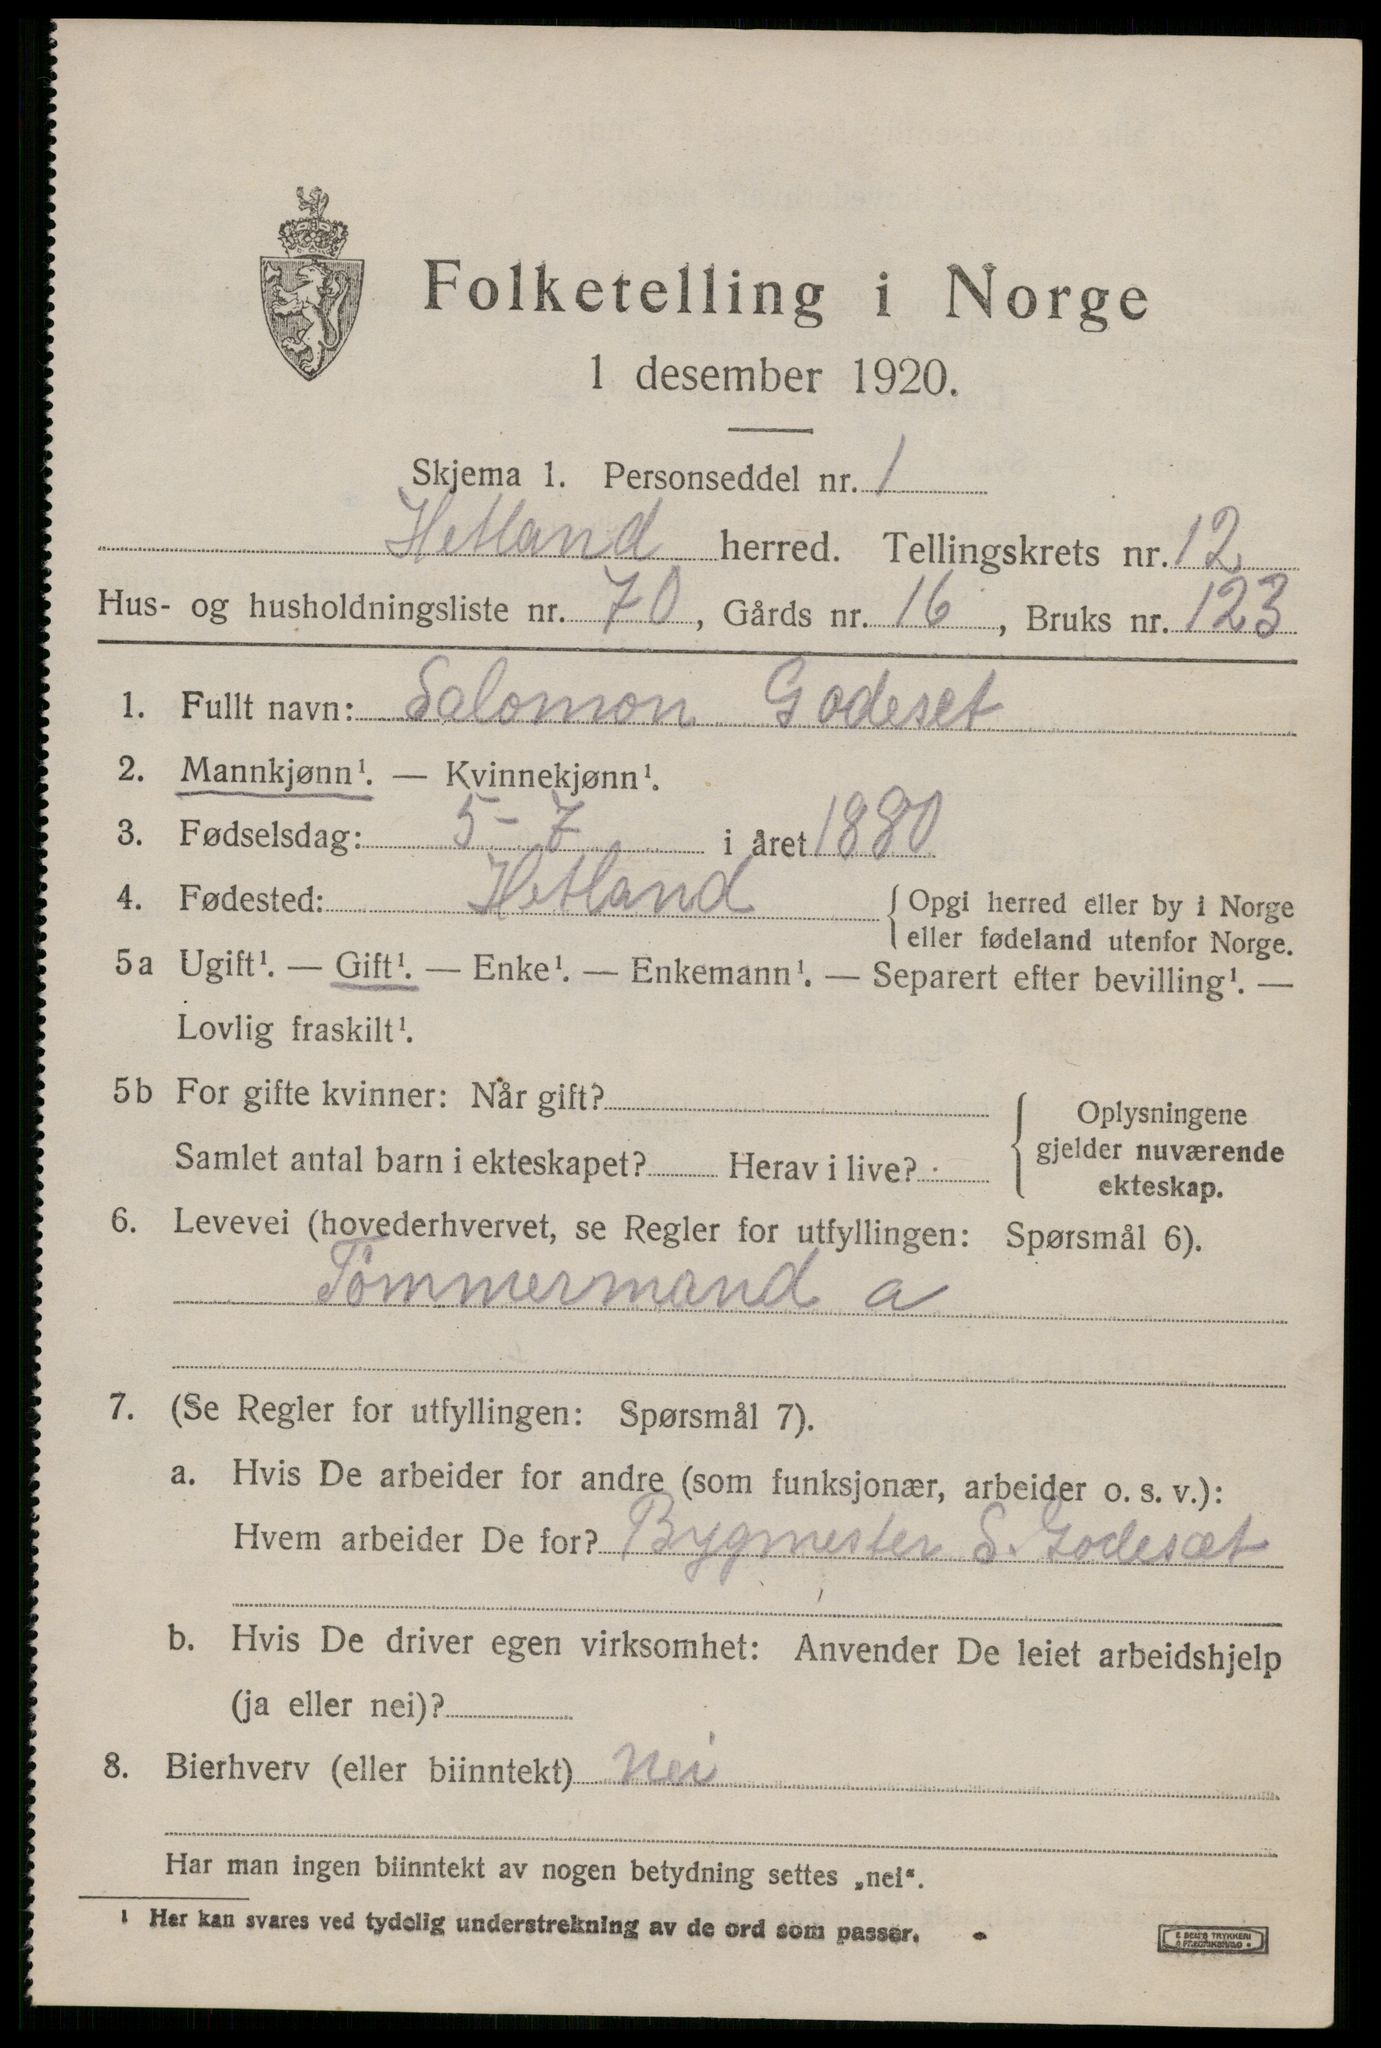 Folketelling i Norge
1 desember 1920.
Skjema 1. Personseddel nr. 1
Hetland herred. Tellingskrets nr. 12
Hus- og husholdningsliste nr. 70, Gårds nr. 16, Bruks nr. 123
1. Fullt navn: Salomon Godeset
2. Mannkjønn¹. — Kvinnekjønn¹.
3. Fødselsdag: 5-7 i året 1880
4. Fødested: Hetland { Opgi herred eller by i Norge
eller fødeland utenfor Norge.
5a Ugift¹. — Gift¹. — Enke¹. — Enkemann¹. — Separert efter bevilling¹. —
Lovlig fraskilt¹.
5b For gifte kvinner: Når gift?
Samlet antal barn i ekteskapet? Herav i live?
Oplysningene
gjelder nuværende
ekteskap.
6. Levevei (hovederhvervet, se Regler for utfyllingen: Spørsmål 6).
Tömmermand a
7. (Se Regler for utfyllingen: Spørsmål 7).
a. Hvis De arbeider for andre (som funksjonær, arbeider o. s. v.):
Hvem arbeider De for? Bygmester S. Godesæt
b. Hvis De driver egen virksomhet: Anvender De leiet arbeidshjelp
(ja eller nei)?
8. Bierhverv (eller biinntekt) nei
Har man ingen biinntekt av nogen betydning settes „nei“.
¹ Her kan svares ved tydelig understrekning av de ord som passer.